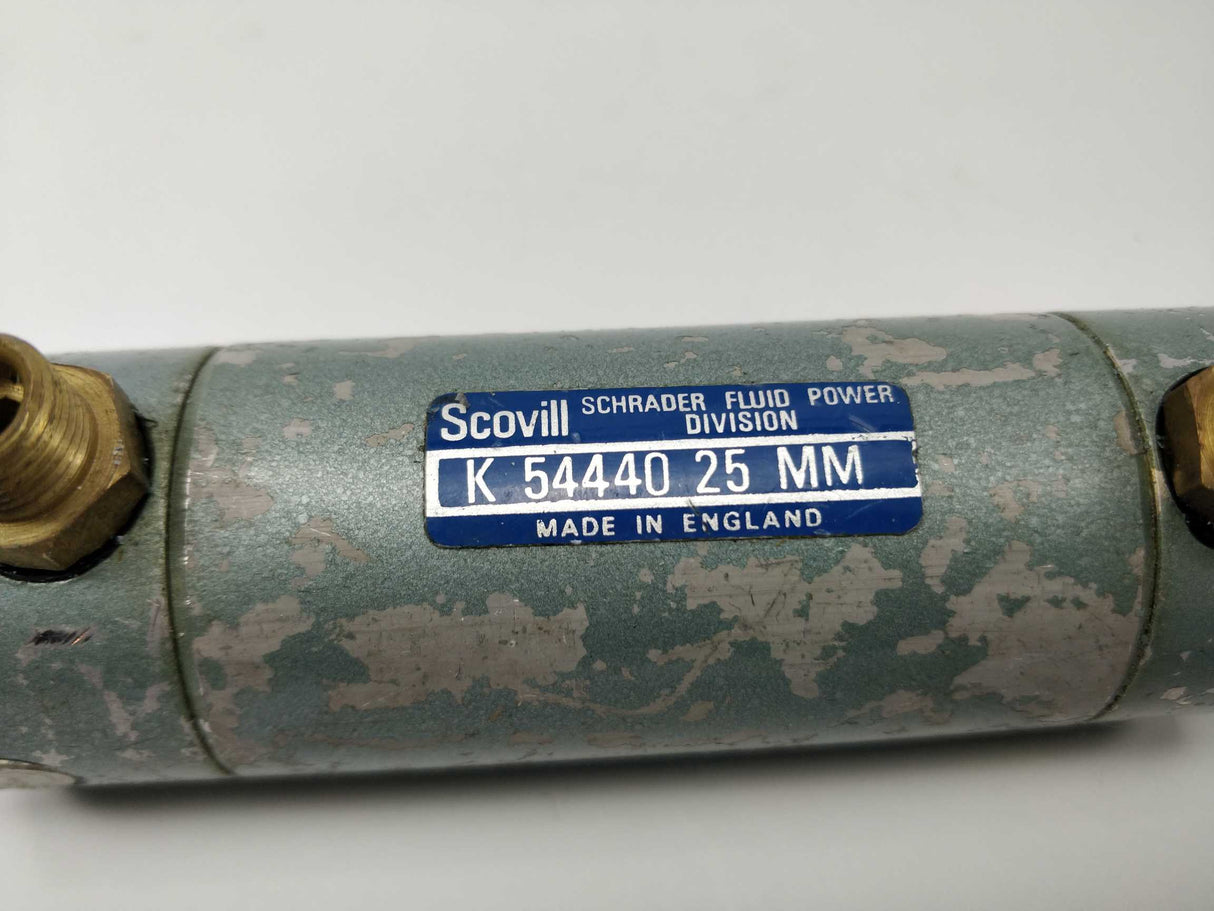 Scovill SCHRADER FLUID POWER
DIVISION
K 54440 25 MM
MADE IN ENGLAND